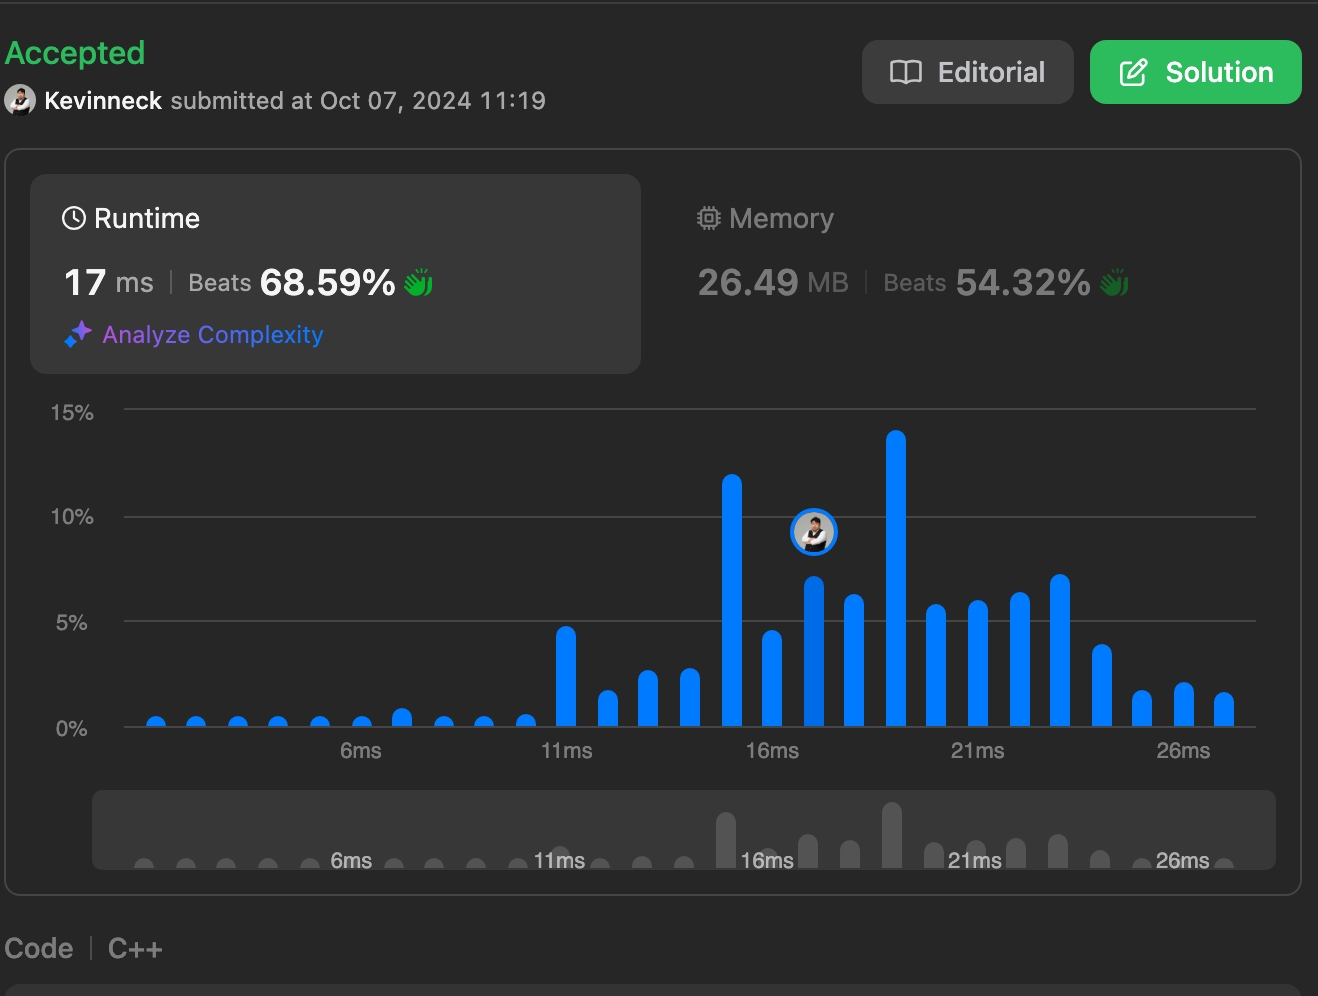 Accepted
Kevinneck submitted at Oct 07, 2024 11:19
Editorial
Solution
Runtime
17 ms | Beats 68.59%
Analyze Complexity
Memory
26.49 MB | Beats 54.32%
15%
10%
5%
0%
6ms 11ms 16ms 21ms 26ms
6ms 11ms 16ms 21ms 26ms
Code | C++